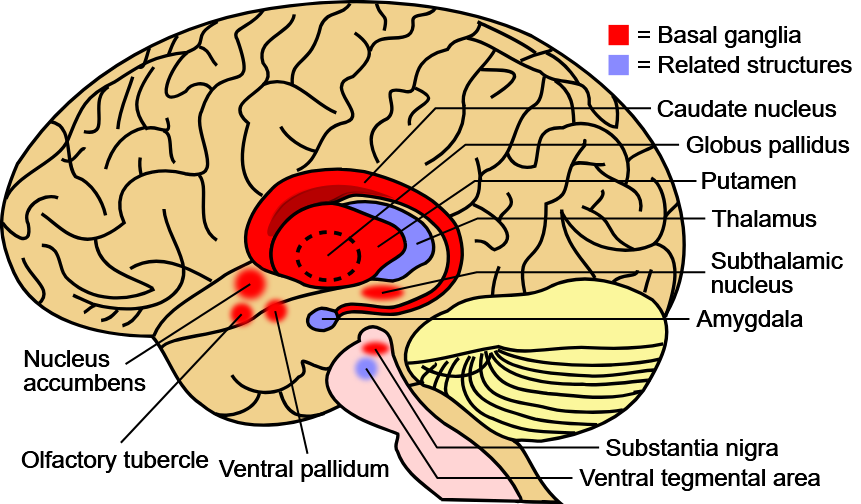 = Basal ganglia
= Related structures
Caudate nucleus
Globus pallidus
Putamen
Thalamus
Subthalamic
nucleus
Amygdala
Nucleus
accumbens
Olfactory tubercle
Ventral pallidum
Substantia nigra
Ventral tegmental area